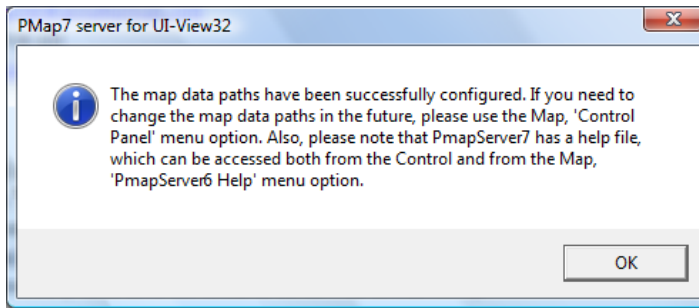 PMap7 server for UI-View32
The map data paths have been successfully configured. If you need to
change the map data paths in the future, please use the Map, 'Control
Panel' menu option. Also, please note that PmapServer7 has a help file,
which can be accessed both from the Control and from the Map,
'PmapServer6 Help' menu option.
OK